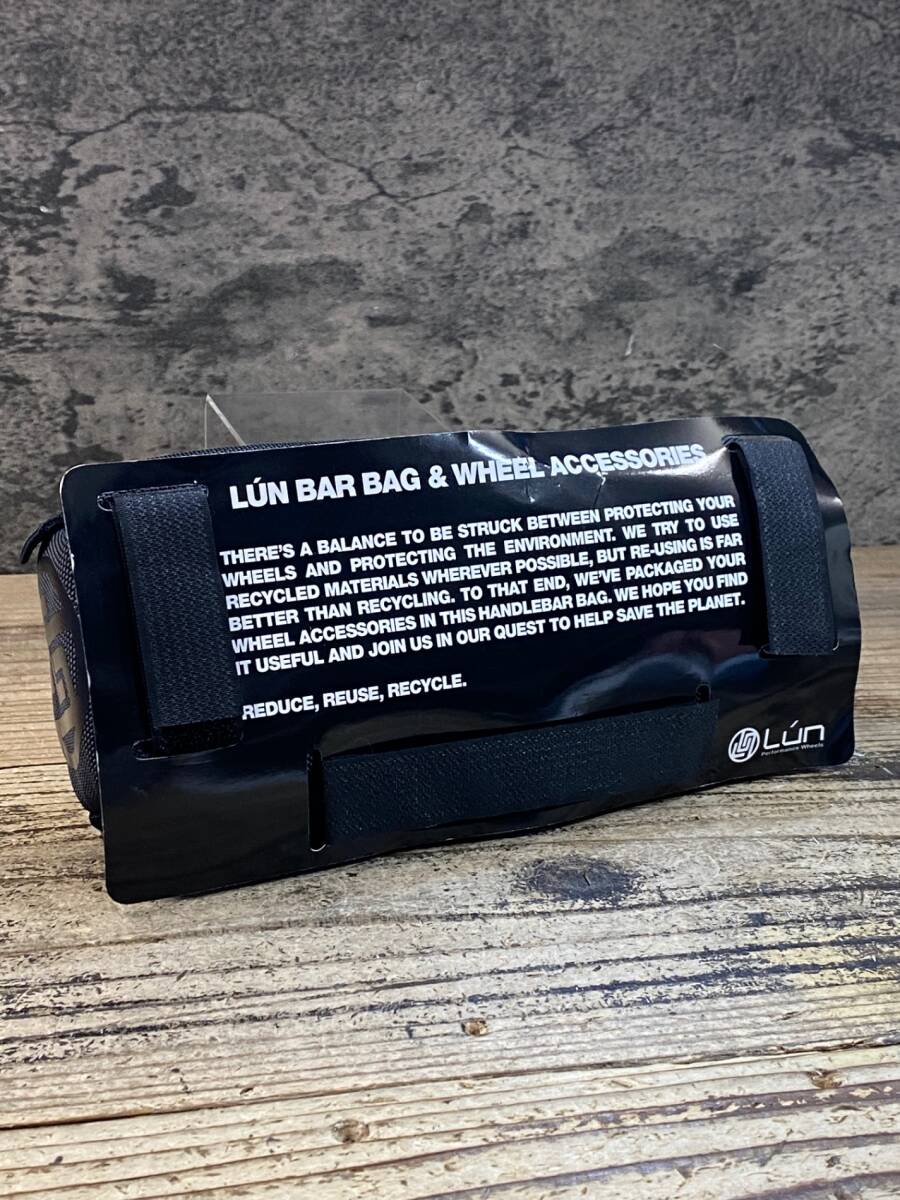 LÚN BAR BAG & WHEEL ACCESSORIES
THERE'S A BALANCE TO BE STRUCK BETWEEN PROTECTING YOUR
WHEELS AND PROTECTING THE ENVIRONMENT. WE TRY TO USE
RECYCLED MATERIALS WHEREVER POSSIBLE, BUT RE-USING IS FAR
BETTER THAN RECYCLING. TO THAT END, WE'VE PACKAGED YOUR
WHEEL ACCESSORIES IN THIS HANDLEBAR BAG. WE HOPE YOU FIND
IT USEFUL AND JOIN US IN OUR QUEST TO HELP SAVE THE PLANET.
REDUCE, REUSE, RECYCLE.
Lún
Performance Wheels